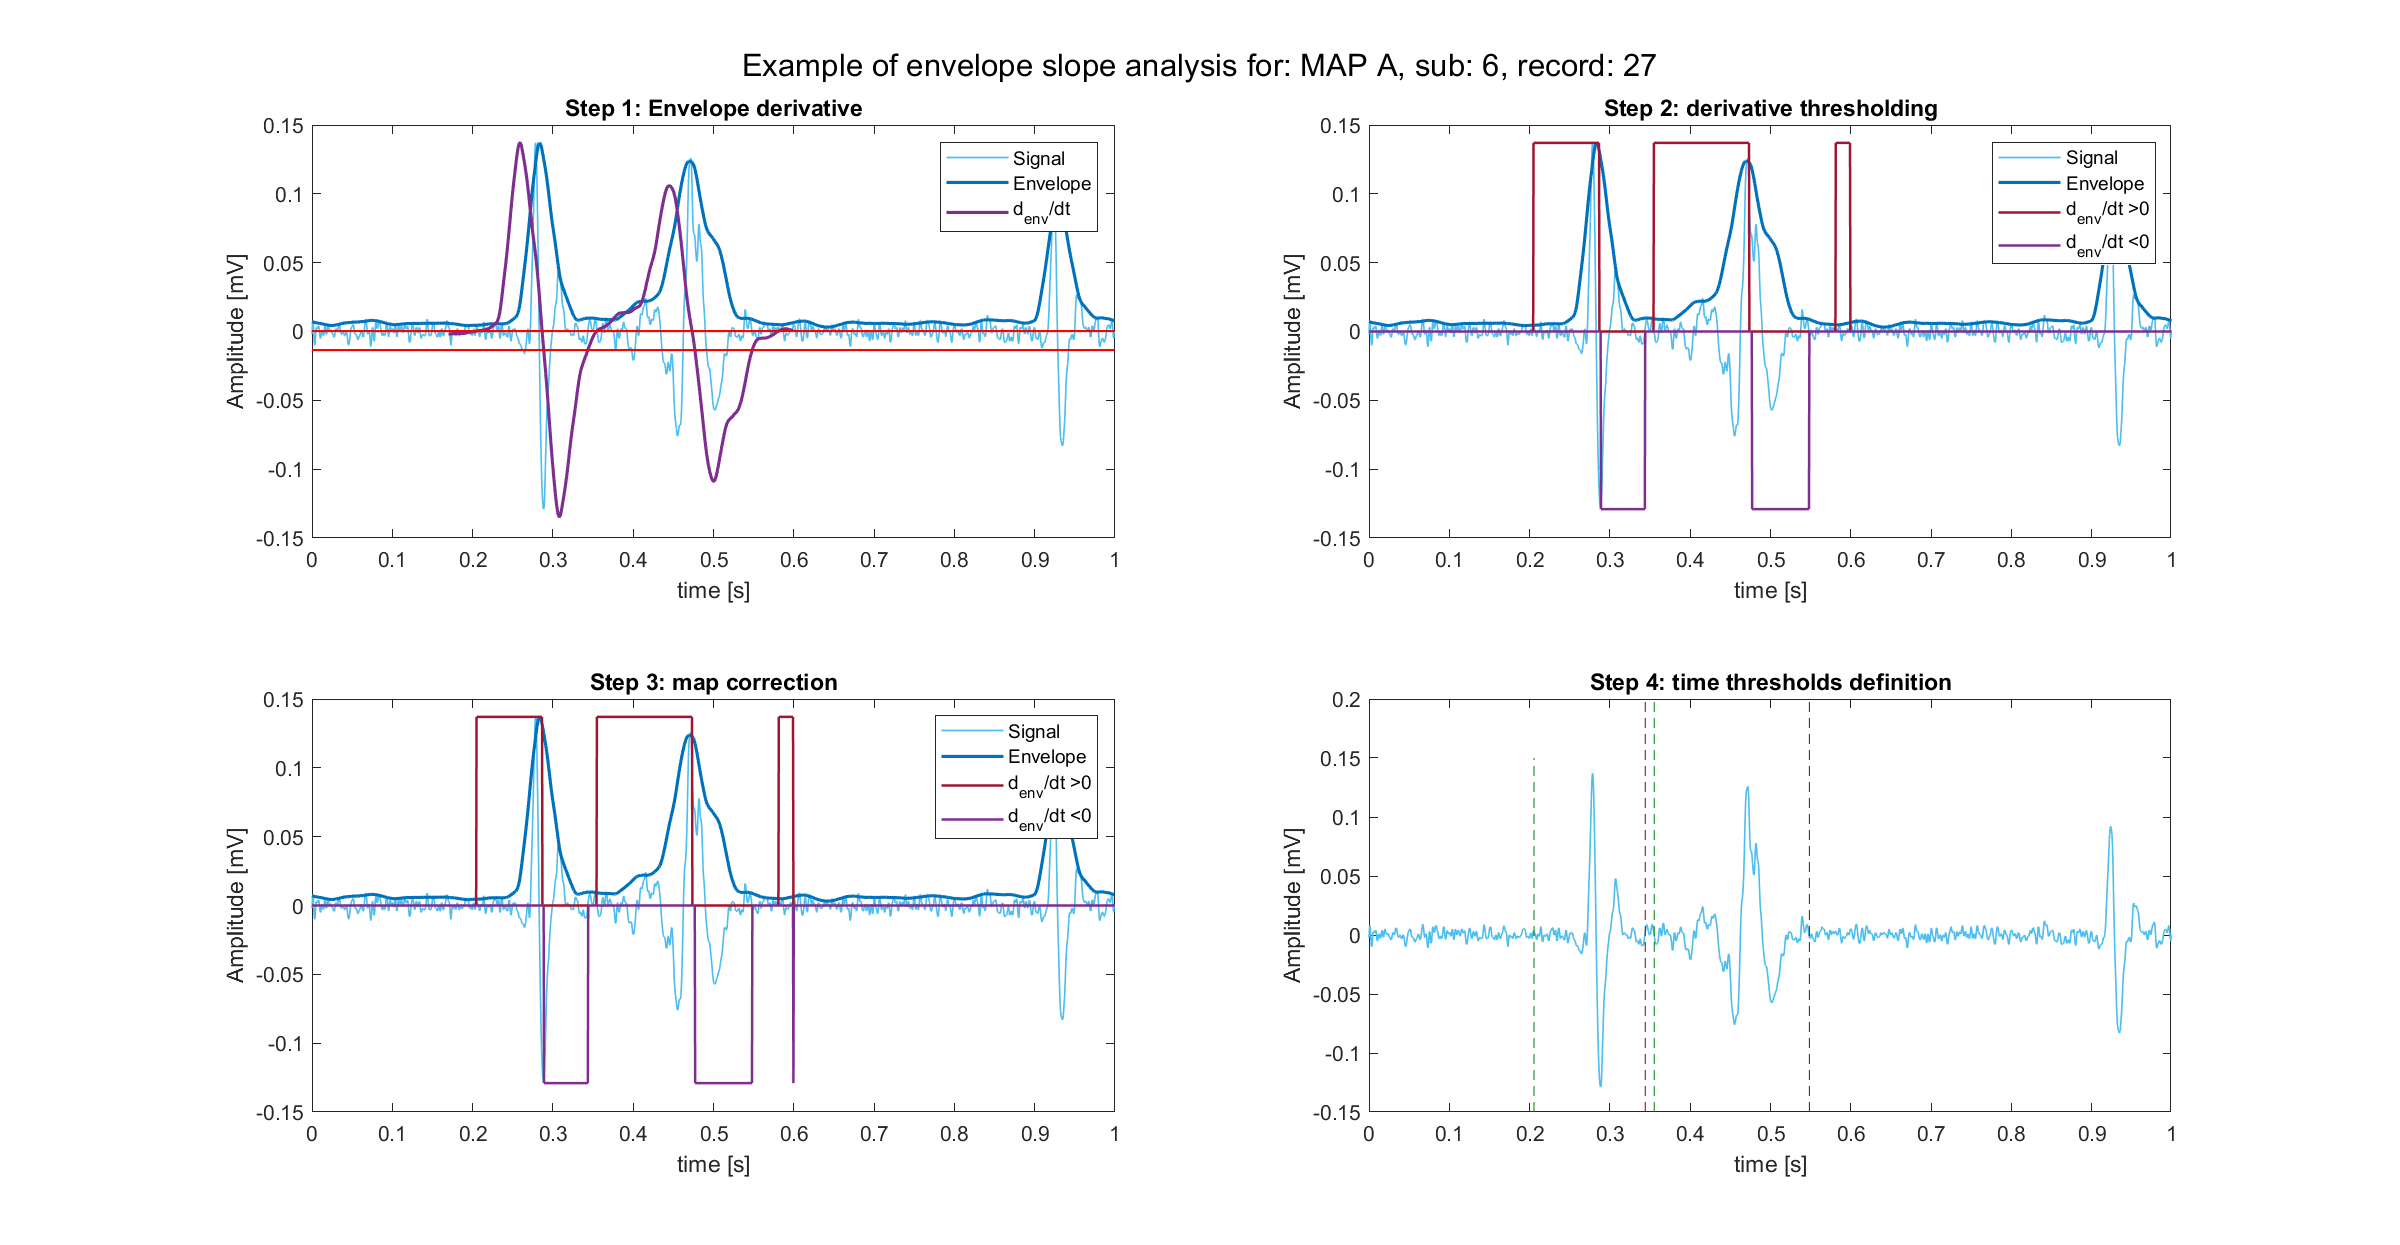 Example of envelope slope analysis for: MAP A, sub: 6, record: 27
Step 1: Envelope derivative
0.15
0.1
0.05
0
-0.05
-0.1
-0.15
Amplitude [mV]
0 0.1 0.2 0.3 0.4 0.5 0.6 0.7 0.8 0.9 1
time [s]
Signal
Envelope
d_env/dt
Step 2: derivative thresholding
0.15
0.1
0.05
0
-0.05
-0.1
-0.15
Amplitude [mV]
0 0.1 0.2 0.3 0.4 0.5 0.6 0.7 0.8 0.9 1
time [s]
Signal
Envelope
d_env/dt >0
d_env/dt <0
Step 3: map correction
0.15
0.1
0.05
0
-0.05
-0.1
-0.15
Amplitude [mV]
0 0.1 0.2 0.3 0.4 0.5 0.6 0.7 0.8 0.9 1
time [s]
Signal
Envelope
d_env/dt >0
d_env/dt <0
Step 4: time thresholds definition
0.2
0.15
0.1
0.05
0
-0.05
-0.1
-0.15
Amplitude [mV]
0 0.1 0.2 0.3 0.4 0.5 0.6 0.7 0.8 0.9 1
time [s]